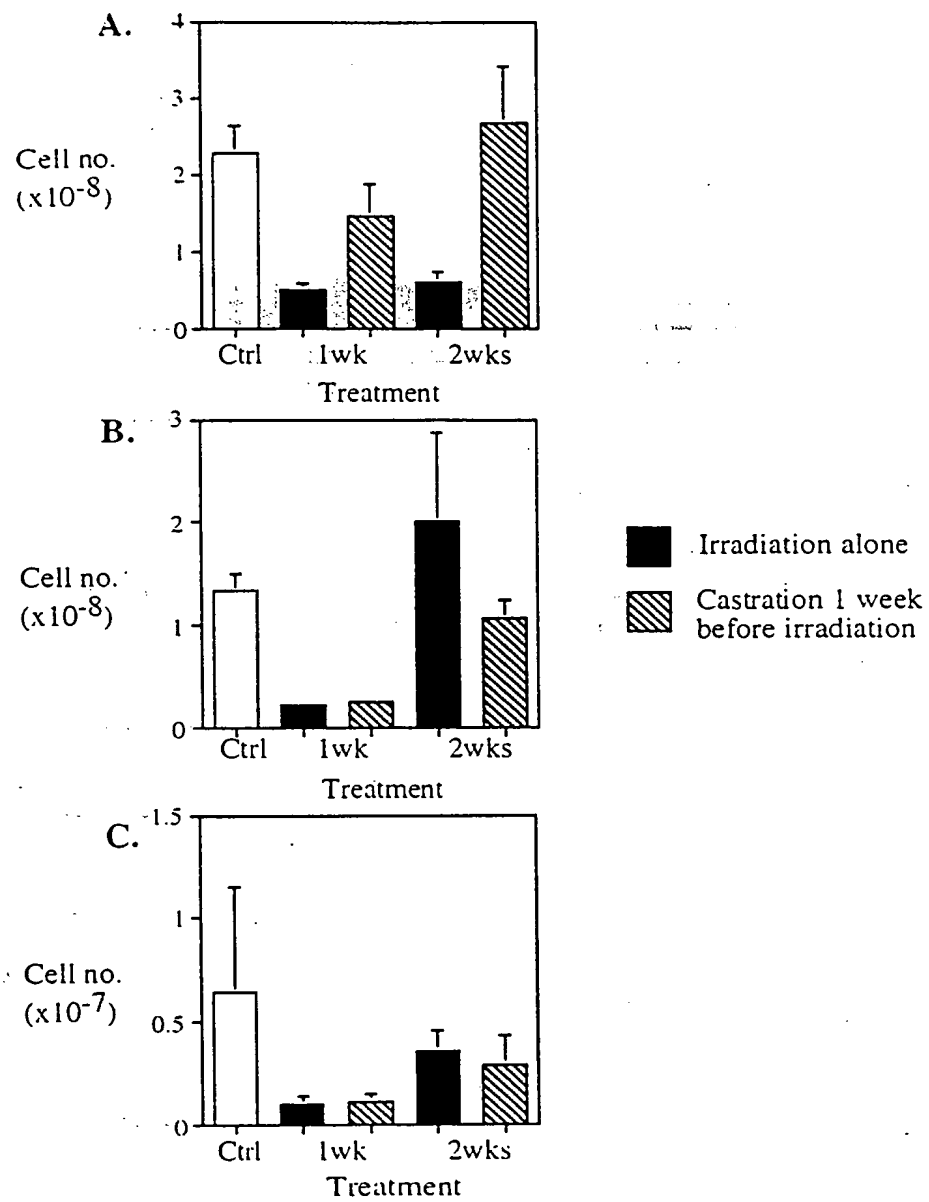 A.
4
3
2
1
0
Cell no.
(x10-8)
Ctrl 1wk 2wks
Treatment
B.
3
2
1
0
Cell no.
(x10-8)
Ctrl 1wk 2wks
Treatment
Irradiation alone
Castration 1 week
before irradiation
C.
1.5
1
0.5
0
Cell no.
(x10-7)
Ctrl 1wk 2wks
Treatment